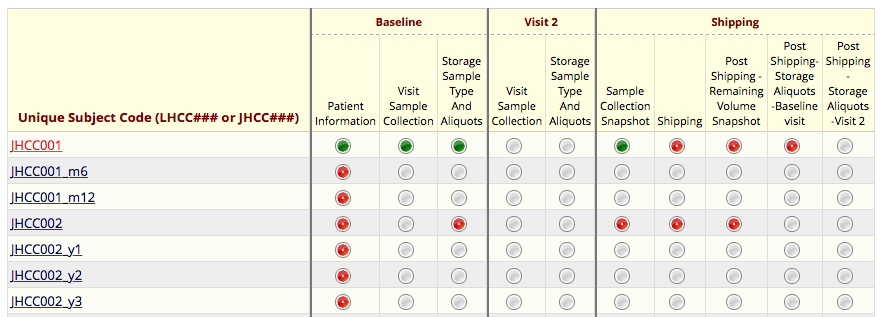 Baseline
Visit 2
Shipping
Unique Subject Code (LHCC### or JHCC###)
Patient
Information
Visit
Sample
Collection
Storage
Sample
Type
And
Aliquots
Visit
Sample
Collection
Storage
Sample
Type
And
Aliquots
Sample
Collection
Snapshot
Shipping
Post
Shipping -
Remaining
Volume
Snapshot
Post
Shipping-
Storage
Aliquots
-Baseline
visit
Post
Shipping
-
Storage
Aliquots
-Visit 2
JHCC001
JHCC001_m6
JHCC001_m12
JHCC002
JHCC002_y1
JHCC002_y2
JHCC002_y3